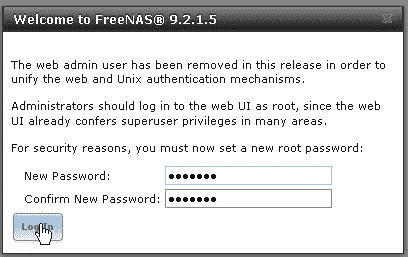 Welcome to FreeNAS® 9.2.1.5
The web admin user has been removed in this release in order to
unify the web and Unix authentication mechanisms.
Administrators should log in to the web UI as root, since the web
UI already confers superuser privileges in many areas.
For security reasons, you must now set a new root password:
New Password: ●●●●●●●
Confirm New Password: ●●●●●●●
Log In